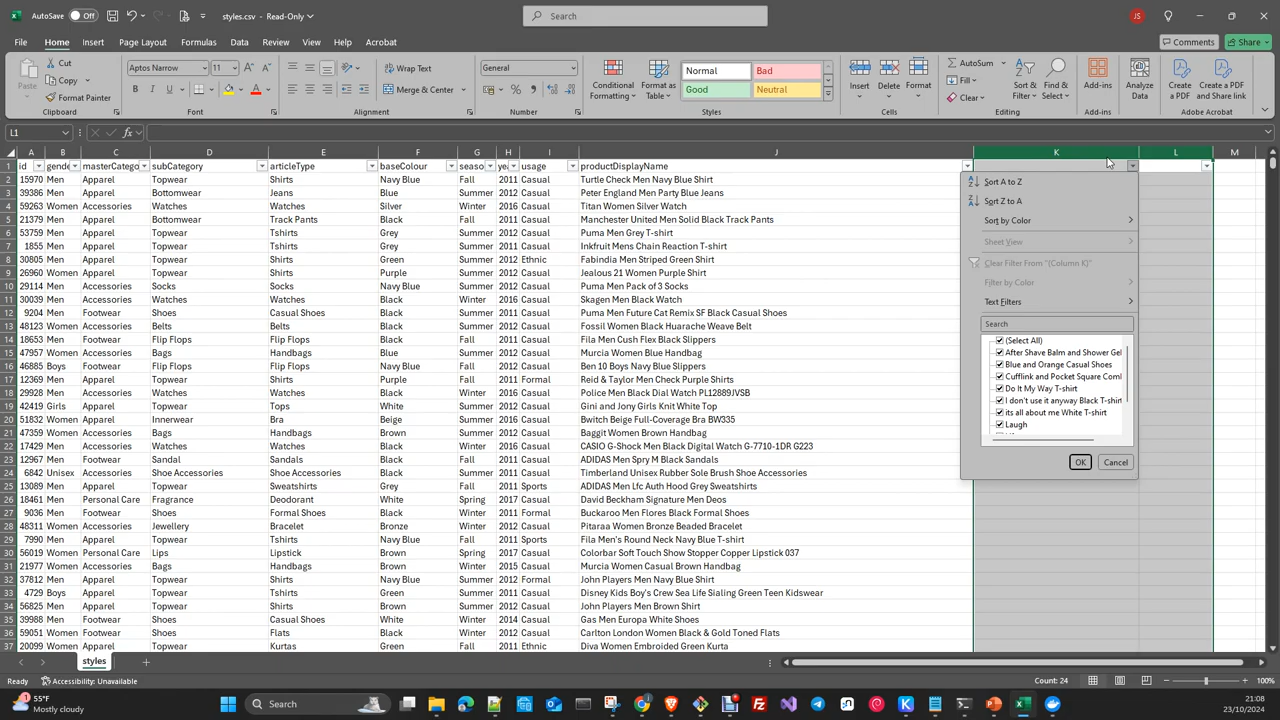 AutoSave Off styles.csv • Read-Only Search JS
File Home Insert Page Layout Formulas Data Review View Help Acrobat Comments Share
Paste Cut Copy Format Painter Clipboard
Aptos Narrow 11 Font
Wrap Text Merge & Center Alignment
General Number
Conditional Formatting Format as Table Normal Bad Good Neutral Styles
Insert Delete Format Cells
AutoSum Fill Clear Sort & Filter Find & Select Editing
Add-ins Add-ins
Analyze Data
Create a PDF Create a PDF and Share link Adobe Acrobat
L1 fx
A B C D E F G H I J K L M
1 id gende masterCatego subCategory articleType baseColour seaso yea usage productDisplayName
2 15970 Men Apparel Topwear Shirts Navy Blue Fall 2011 Casual Turtle Check Men Navy Blue Shirt
3 39386 Men Apparel Bottomwear Jeans Blue Summer 2012 Casual Peter England Men Party Blue Jeans
4 59263 Women Accessories Watches Watches Silver Winter 2016 Casual Titan Women Silver Watch
5 21379 Men Apparel Bottomwear Track Pants Black Fall 2011 Casual Manchester United Men Solid Black Track Pants
6 53759 Men Apparel Topwear Tshirts Grey Summer 2012 Casual Puma Men Grey T-shirt
7 1855 Men Apparel Topwear Tshirts Grey Summer 2011 Casual Inkfruit Mens Chain Reaction T-shirt
8 30805 Men Apparel Topwear Shirts Green Summer 2012 Ethnic Fabindia Men Striped Green Shirt
9 26960 Women Apparel Topwear Shirts Purple Summer 2012 Casual Jealous 21 Women Purple Shirt
10 29114 Men Accessories Socks Socks Navy Blue Summer 2012 Casual Puma Men Pack of 3 Socks
11 30039 Men Accessories Watches Watches Black Winter 2016 Casual Skagen Men Black Watch
12 9204 Men Footwear Shoes Casual Shoes Black Summer 2011 Casual Puma Men Future Cat Remix SF Black Casual Shoes
13 48123 Women Accessories Belts Belts Black Summer 2012 Casual Fossil Women Black Huarache Weave Belt
14 18653 Men Footwear Flip Flops Flip Flops Black Fall 2011 Casual Fila Men Cush Flex Black Slippers
15 47957 Women Accessories Bags Handbags Blue Summer 2012 Casual Murcia Women Blue Handbag
16 46885 Boys Footwear Flip Flops Flip Flops Black Fall 2012 Casual Ben 10 Boys Navy Blue Slippers
17 12369 Men Apparel Topwear Shirts Purple Fall 2011 Formal Reid & Taylor Men Check Purple Shirts
18 29928 Men Accessories Watches Watches Black Winter 2016 Casual Police Men Black Dial Watch PL12889JVSB
19 42419 Girls Apparel Topwear Tops White Summer 2012 Casual Gini and Jony Girls Knit White Top
20 51832 Women Apparel Innerwear Bra Beige Summer 2016 Casual Bwitch Beige Full-Coverage Bra BW335
21 47359 Women Accessories Bags Handbags Brown Summer 2012 Casual Baggit Women Brown Handbag
22 17429 Men Accessories Watches Watches Black Winter 2016 Casual CASIO G-Shock Men Black Digital Watch G-7710-1DR G223
23 12967 Men Footwear Sandal Sandals Black Fall 2011 Casual ADIDAS Men Spry M Black Sandals
24 6842 Unisex Footwear Shoe Accessories Shoe Accessories Black Summer 2011 Casual Timberland Unisex Rubber Sole Brush Shoe Accessories
25 13089 Men Apparel Topwear Sweatshirts Grey Fall 2011 Sports ADIDAS Men Lfc Auth Hood Grey Sweatshirts
26 18461 Men Personal Care Fragrance Deodorant Copper Spring 2017 Casual David Beckham Signature Men Deos
27 9036 Men Footwear Shoes Formal Shoes Black Summer 2011 Formal Buckaroo Men Flores Black Formal Shoes
28 48311 Women Accessories Jewellery Bracelet Bronze Winter 2012 Casual Pitaraa Women Bronze Beaded Bracelet
29 7990 Men Apparel Topwear Tshirts Navy Blue Fall 2011 Sports Fila Men's Round Neck Navy Blue T-shirt
30 56019 Women Personal Care Lips Lipstick Brown Spring 2017 Casual Colorbar Soft Touch Show Stopper Copper Lipstick 037
31 21977 Women Accessories Bags Handbags Brown Winter 2015 Casual Murcia Women Casual Brown Handbag
32 37812 Men Apparel Topwear Shirts Navy Blue Summer 2012 Formal John Players Men Navy Blue Shirt
33 4729 Boys Apparel Topwear Tshirts Green Summer 2011 Casual Disney Kids Boy's Crew Sea Life Sialing Green Teen Kidswear
34 56825 Men Apparel Topwear Shirts Brown Summer 2012 Casual John Players Men Brown Shirt
35 39988 Men Footwear Shoes Casual Shoes White Summer 2014 Casual Gas Men Europa White Shoes
36 59051 Women Footwear Shoes Flats Black Winter 2012 Casual Carlton London Women Black & Gold Toned Flats
37 20099 Women Apparel Topwear Kurtas Green Fall 2011 Ethnic Diva Women Embroidered Green Kurta
Sort A to Z
Sort Z to A
Sort by Color
Sheet View
Clear Filter From "(Column K)"
Filter by Color
Text Filters
Search
(Select All)
After Shave Balm and Shower Gel
Blue and Orange Casual Shoes
Cufflink and Pocket Square Comb
Do It My Way T-shirt
I don't use it anyway Black T-shirt
its all about me White T-shirt
Laugh
OK Cancel
styles
Ready Accessibility: Unavailable Count: 24 100%
1 55°F
Mostly cloudy
Search
21:08
23/10/2024